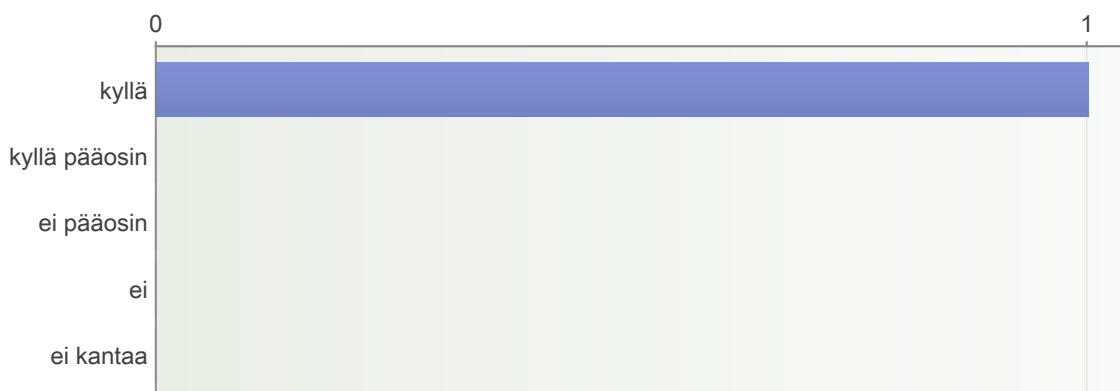 0 1
kyllä
kyllä pääosin
ei pääosin
ei
ei kantaa